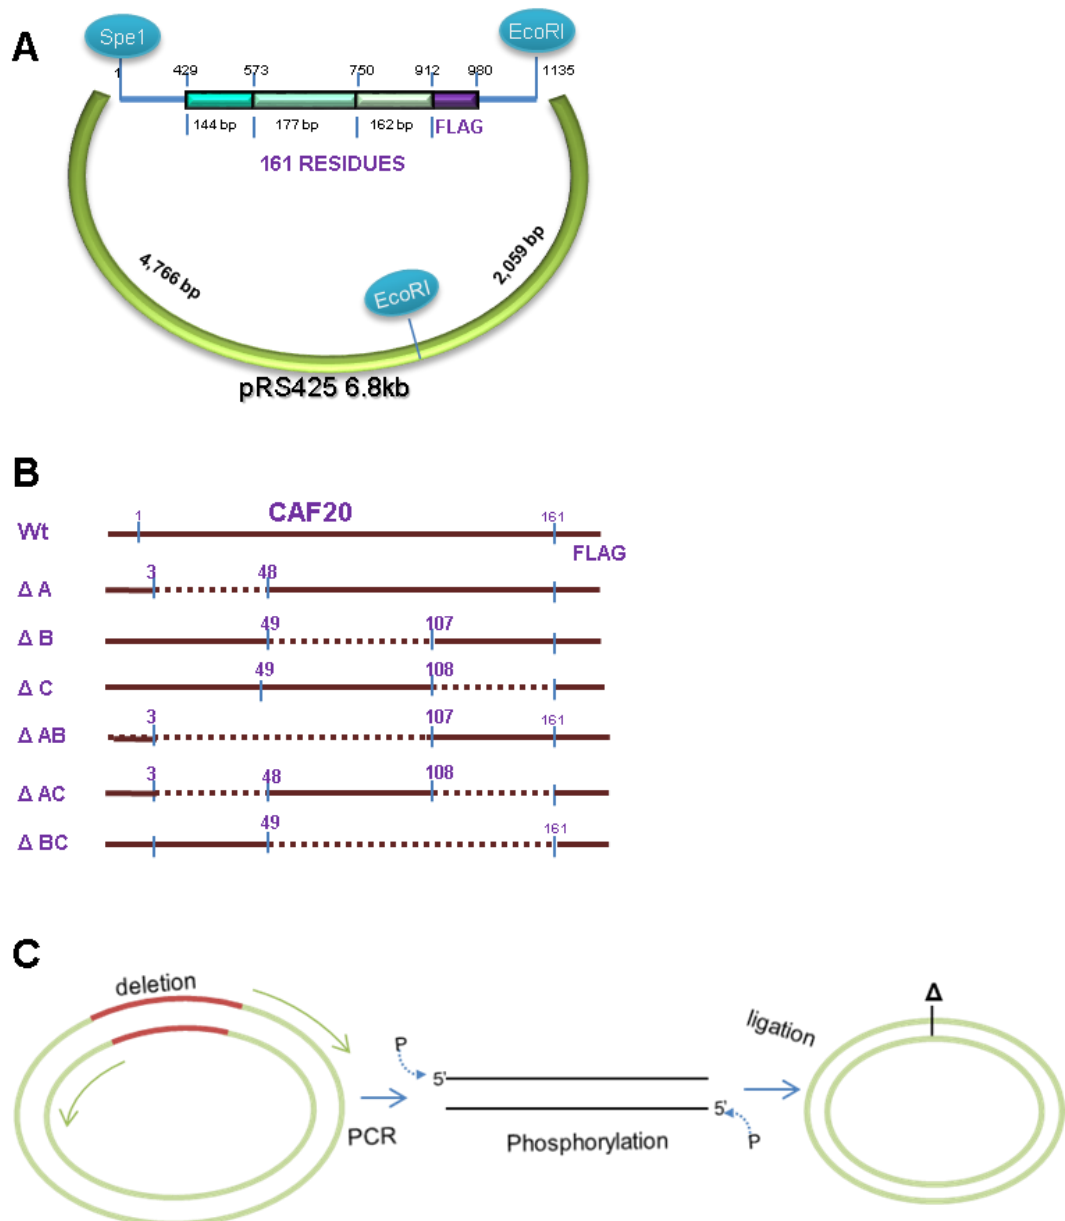 A
Spe1
EcoRI
1
429
573
750
912
980
1135
144 bp
177 bp
162 bp
FLAG
161 RESIDUES
4,766 bp
2,059 bp
EcoRI
pRS425 6.8kb
B
Wt
1
CAF20
161
FLAG
Δ A
3
48
Δ B
49
107
Δ C
49
108
Δ AB
3
107
161
Δ AC
3
48
108
Δ BC
49
161
C
deletion
PCR
P
5'
5'
P
Phosphorylation
ligation
Δ